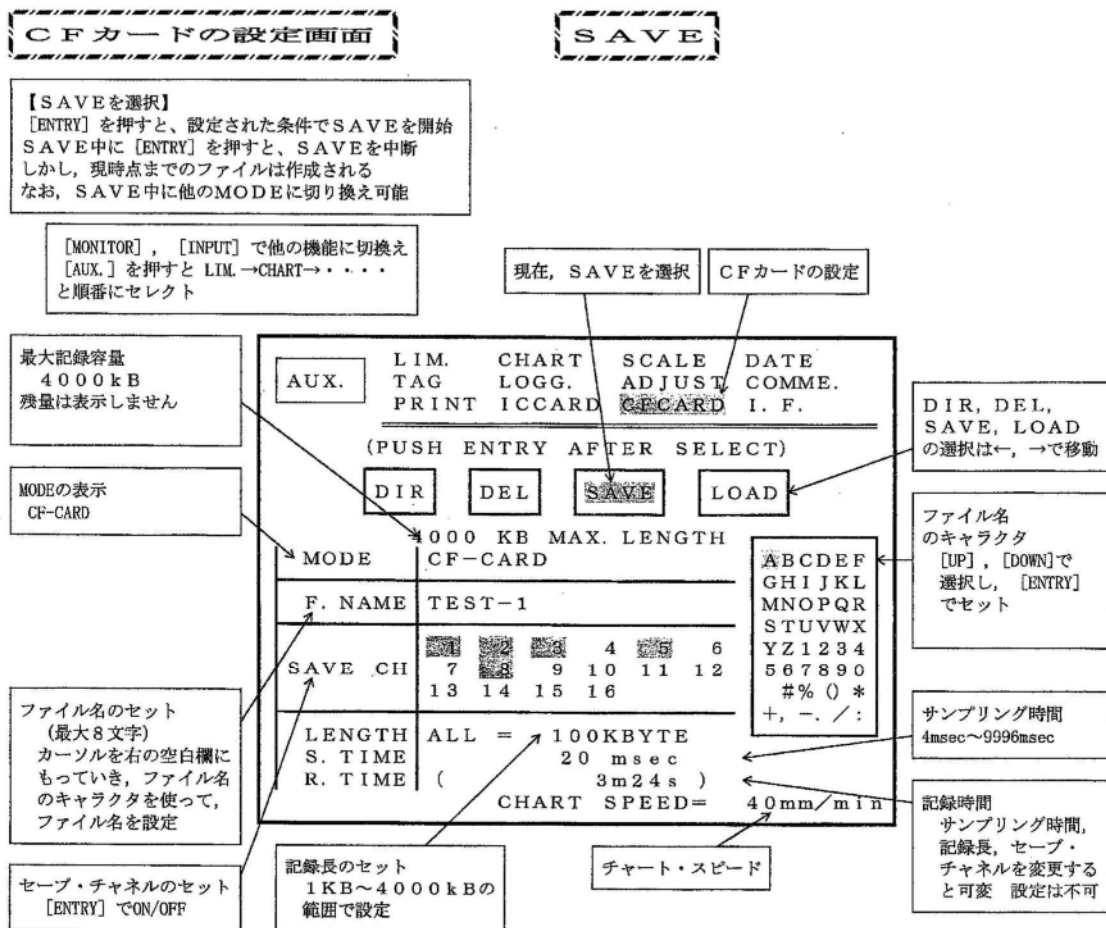 CFカードの設定画面
SAVE
【SAVEを選択】
[ENTRY] を押すと、設定された条件でSAVEを開始
SAVE中に [ENTRY] を押すと、SAVEを中断
しかし，現時点までのファイルは作成される
なお，SAVE中に他のMODEに切り換え可能
[MONITOR] ， [INPUT] で他の機能に切換え
[AUX.] を押すと LIM.→CHART→・・・・
と順番にセレクト
現在，SAVEを選択
CFカードの設定
最大記録容量
4000kB
残量は表示しません
MODEの表示
CF-CARD
ファイル名のセット
(最大8文字)
カーソルを右の空白欄に
もっていき，ファイル名
のキャラクタを使って，
ファイル名を設定
セーブ・チャネルのセット
[ENTRY] でON/OFF
AUX.
LIM. CHART SCALE DATE
TAG LOGG. ADJUST COMME.
PRINT ICCARD CFCARD I. F.
(PUSH ENTRY AFTER SELECT)
DIR DEL SAVE LOAD
4000 KB MAX. LENGTH
MODE CF-CARD
F. NAME TEST-1
SAVE CH
1 2 3 4 5 6
7 8 9 10 11 12
13 14 15 16
LENGTH ALL = 100KBYTE
S. TIME 20 msec
R. TIME ( 3m24s )
CHART SPEED= 40mm/min
ABCDEF
GHIJKL
MNOPQR
STUVWX
YZ1234
567890
#%()*
+,-./:
DIR, DEL,
SAVE, LOAD
の選択は←, →で移動
ファイル名
のキャラクタ
[UP] ， [DOWN]で
選択し， [ENTRY]
でセット
サンプリング時間
4msec～9996msec
記録時間
サンプリング時間，
記録長，セーブ・
チャネルを変更する
と可変 設定は不可
記録長のセット
1KB～4000kBの
範囲で設定
チャート・スピード